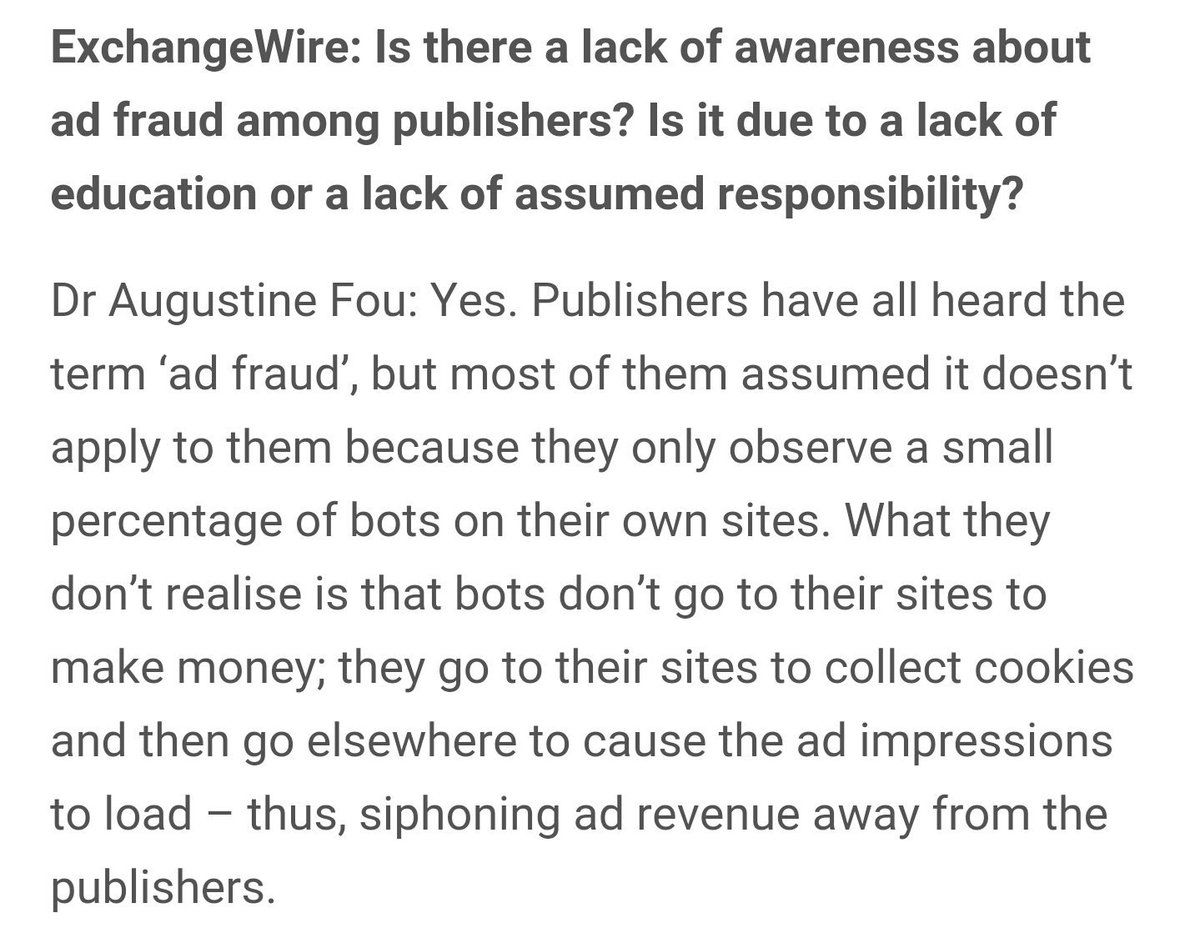 ExchangeWire: Is there a lack of awareness about
ad fraud among publishers? Is it due to a lack of
education or a lack of assumed responsibility?
Dr Augustine Fou: Yes. Publishers have all heard the
term ‘ad fraud’, but most of them assumed it doesn’t
apply to them because they only observe a small
percentage of bots on their own sites. What they
don’t realise is that bots don’t go to their sites to
make money; they go to their sites to collect cookies
and then go elsewhere to cause the ad impressions
to load – thus, siphoning ad revenue away from the
publishers.